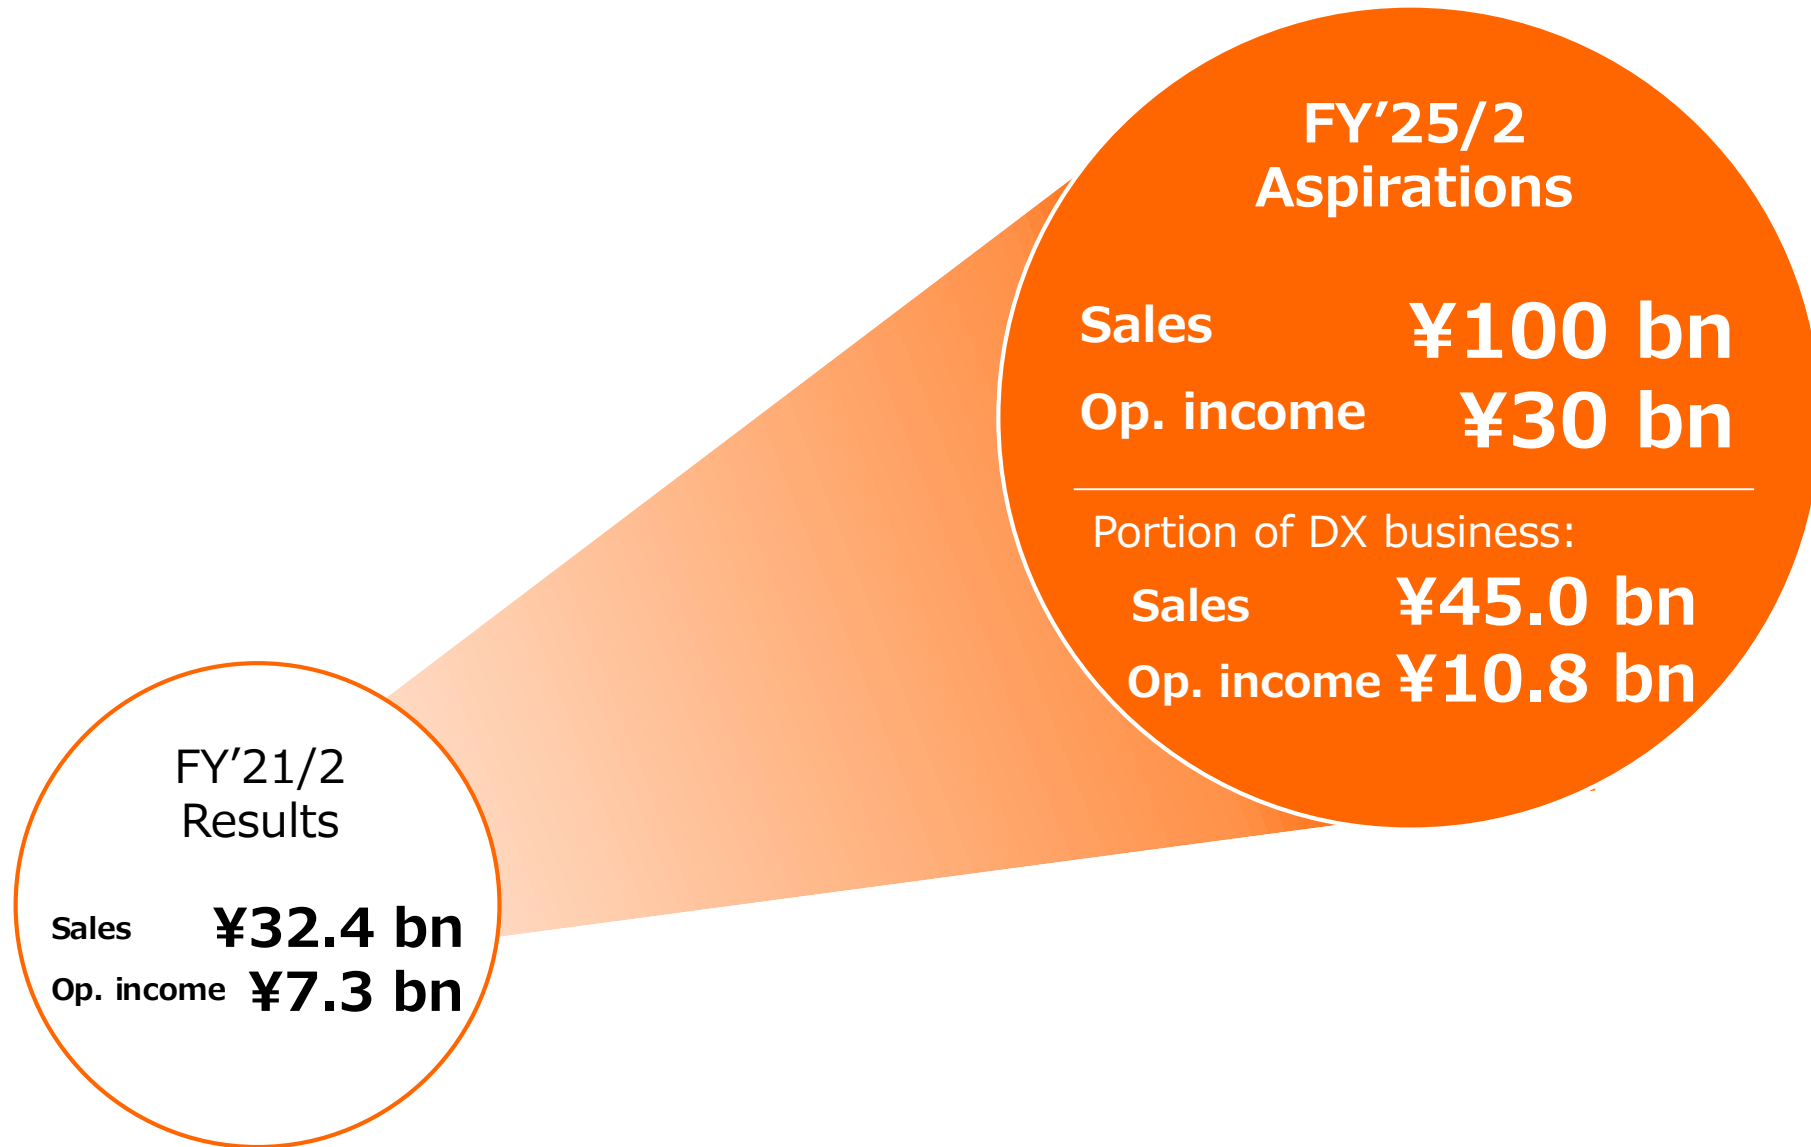 FY’25/2
Aspirations
Sales ¥100 bn
Op. income ¥30 bn
Portion of DX business:
Sales ¥45.0 bn
Op. income ¥10.8 bn
FY’21/2
Results
Sales ¥32.4 bn
Op. income ¥7.3 bn